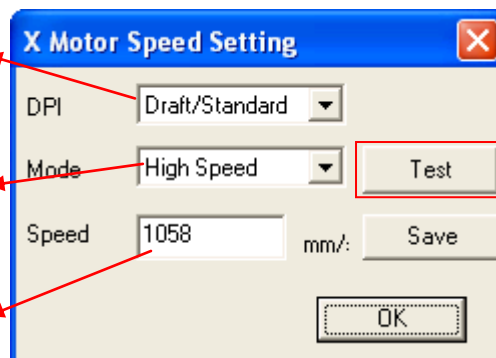 X Motor Speed Setting
DPI Draft/Standard
Mode High Speed Test
Speed 1058 mm/: Save
OK